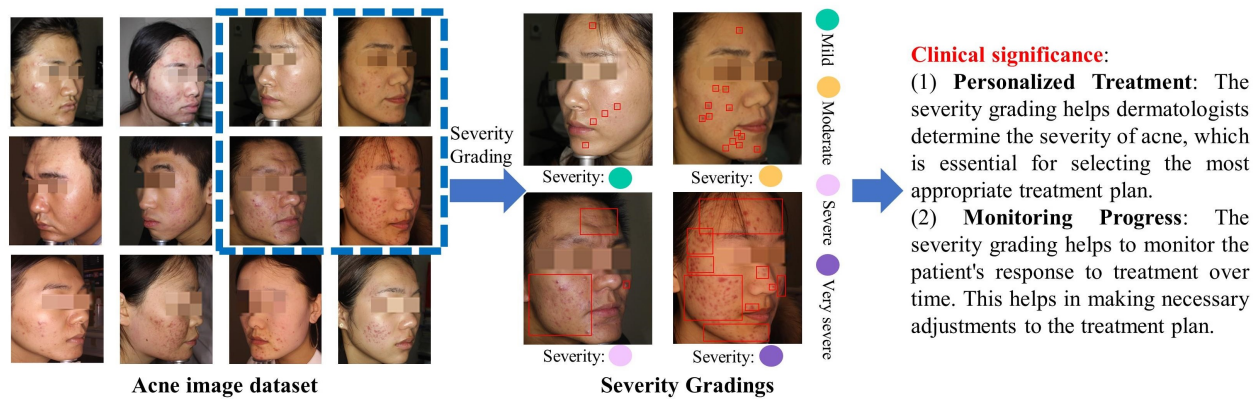 Severity
Grading
Severity:
Severity:
Severity:
Severity:
Mild
Moderate
Severe
Very severe
Clinical significance:
(1) Personalized Treatment: The
severity grading helps dermatologists
determine the severity of acne, which
is essential for selecting the most
appropriate treatment plan.
(2) Monitoring Progress: The
severity grading helps to monitor the
patient's response to treatment over
time. This helps in making necessary
adjustments to the treatment plan.
Acne image dataset
Severity Gradings